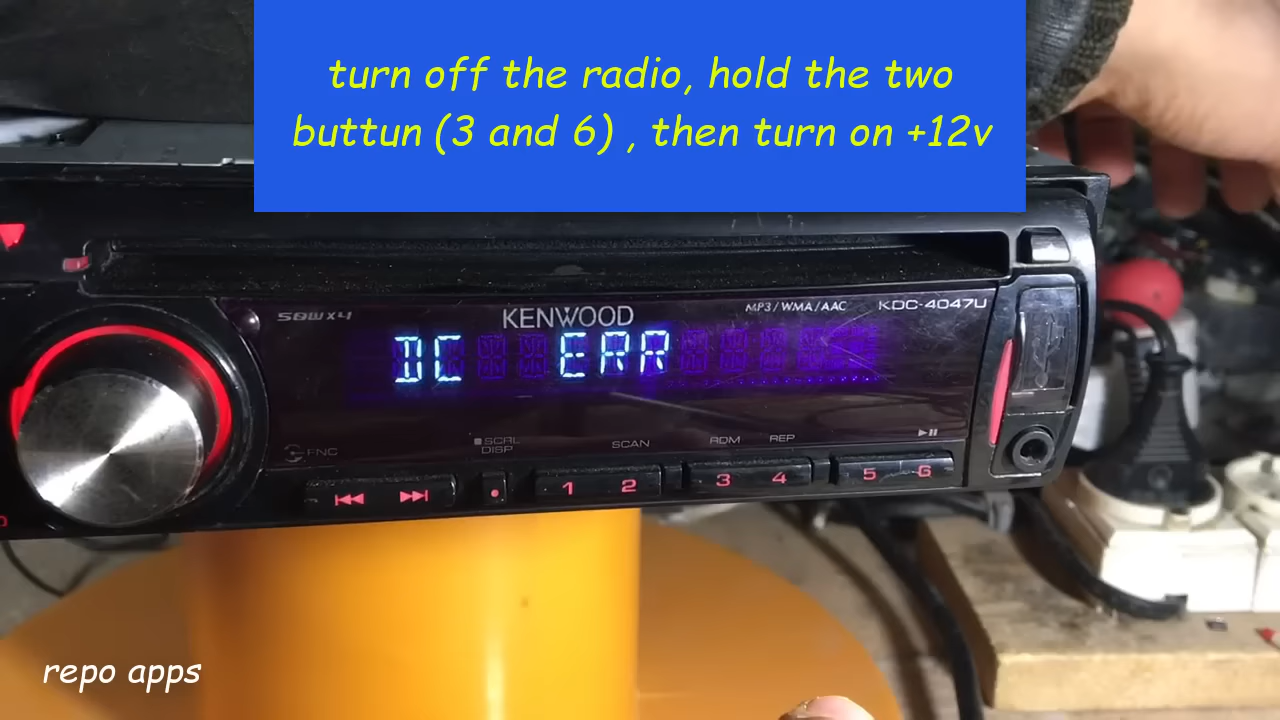 turn off the radio, hold the two
buttun (3 and 6) , then turn on +12v
50W x4
KENWOOD
MP3/WMA/AAC
KDC-4047U
DC ERR
FNC
SCRL
DISP
SCAN
RDM
REP
1
2
3
4
5
6
repo apps